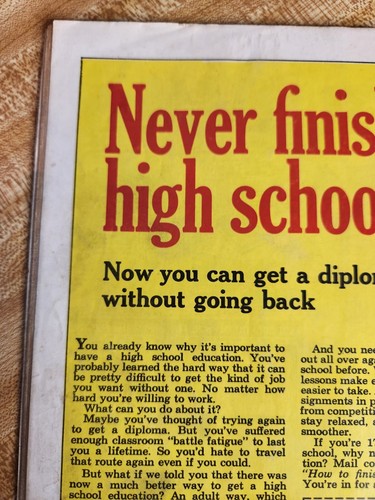 Never finis
high schoo
Now you can get a diplo
without going back
You already know why it's important to
have a high school education. You've
probably learned the hard way that it can
be pretty difficult to get the kind of job
you want without one. No matter how
hard you're willing to work.
What can you do about it?
Maybe you've thought of trying again
to get a diploma. But you've suffered
enough classroom "battle fatigue" to last
you a lifetime. So you'd hate to travel
that route again even if you could.
But what if we told you that there was
now a much better way to get a high
school education? An adult way, which
And you nee
out all over aga
school before.
lessons make e
easier to take.
signments in p
from competiti
stay relaxed, a
smoother.
If you're 1
school, why n
tion? Mail co
"How to finis
You're in for a